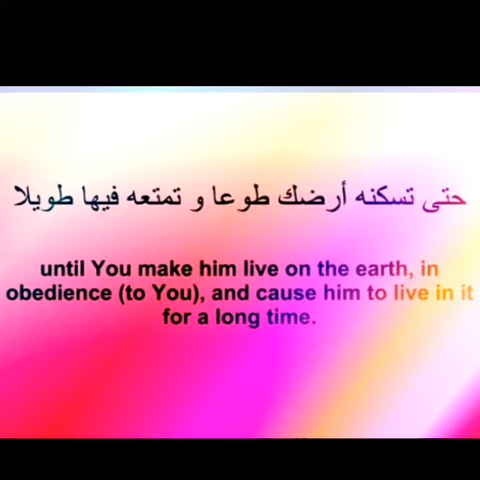 حتى تسكنه أرضك طوعا و تمتعه فيها طويلا
until You make him live on the earth, in
obedience (to You), and cause him to live in it
for a long time.